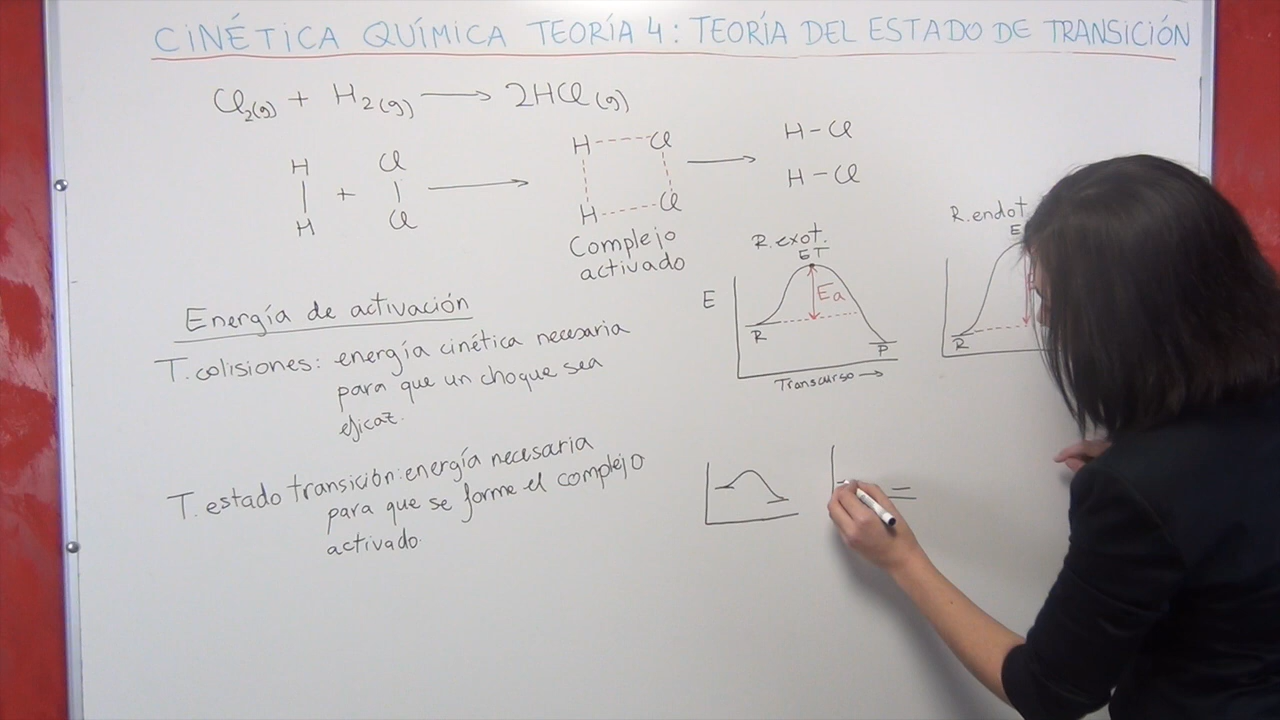 CINÉTICA QUÍMICA TEORÍA 4: TEORÍA DEL ESTADO DE TRANSICIÓN
Cl2(g) + H2(g) → 2HCl(g)
H Cl
| + | →
H Cl
H ---- Cl
H ---- Cl
Complejo
activado
→
H - Cl
H - Cl
Energía de activación
T. colisiones: energía cinética necesaria
para que un choque sea
eficaz.
T. estado transición: energía necesaria
para que se forme el complejo
activado.
R. exot.
ET
E
Ea
R
P
Transcurso →
R. endot
E
R